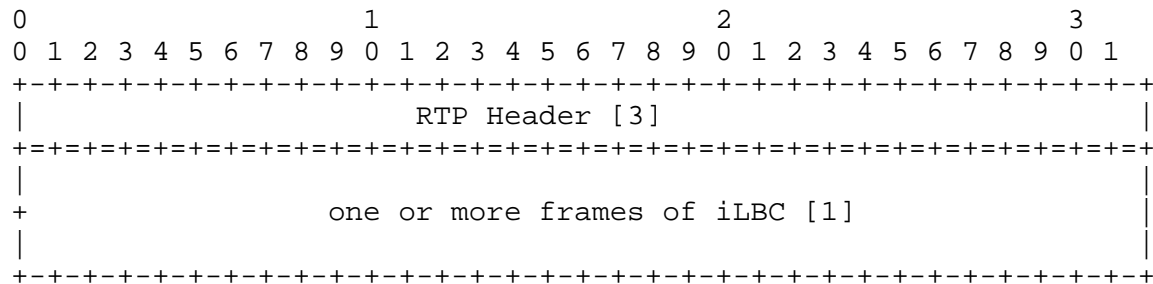 0                   1                   2                   3
0 1 2 3 4 5 6 7 8 9 0 1 2 3 4 5 6 7 8 9 0 1 2 3 4 5 6 7 8 9 0 1
+-+-+-+-+-+-+-+-+-+-+-+-+-+-+-+-+-+-+-+-+-+-+-+-+-+-+-+-+-+-+-+-+
|                      RTP Header [3]                           |
+=+=+=+=+=+=+=+=+=+=+=+=+=+=+=+=+=+=+=+=+=+=+=+=+=+=+=+=+=+=+=+=+
|                                                               |
+                 one or more frames of iLBC [1]                |
|                                                               |
+-+-+-+-+-+-+-+-+-+-+-+-+-+-+-+-+-+-+-+-+-+-+-+-+-+-+-+-+-+-+-+-+